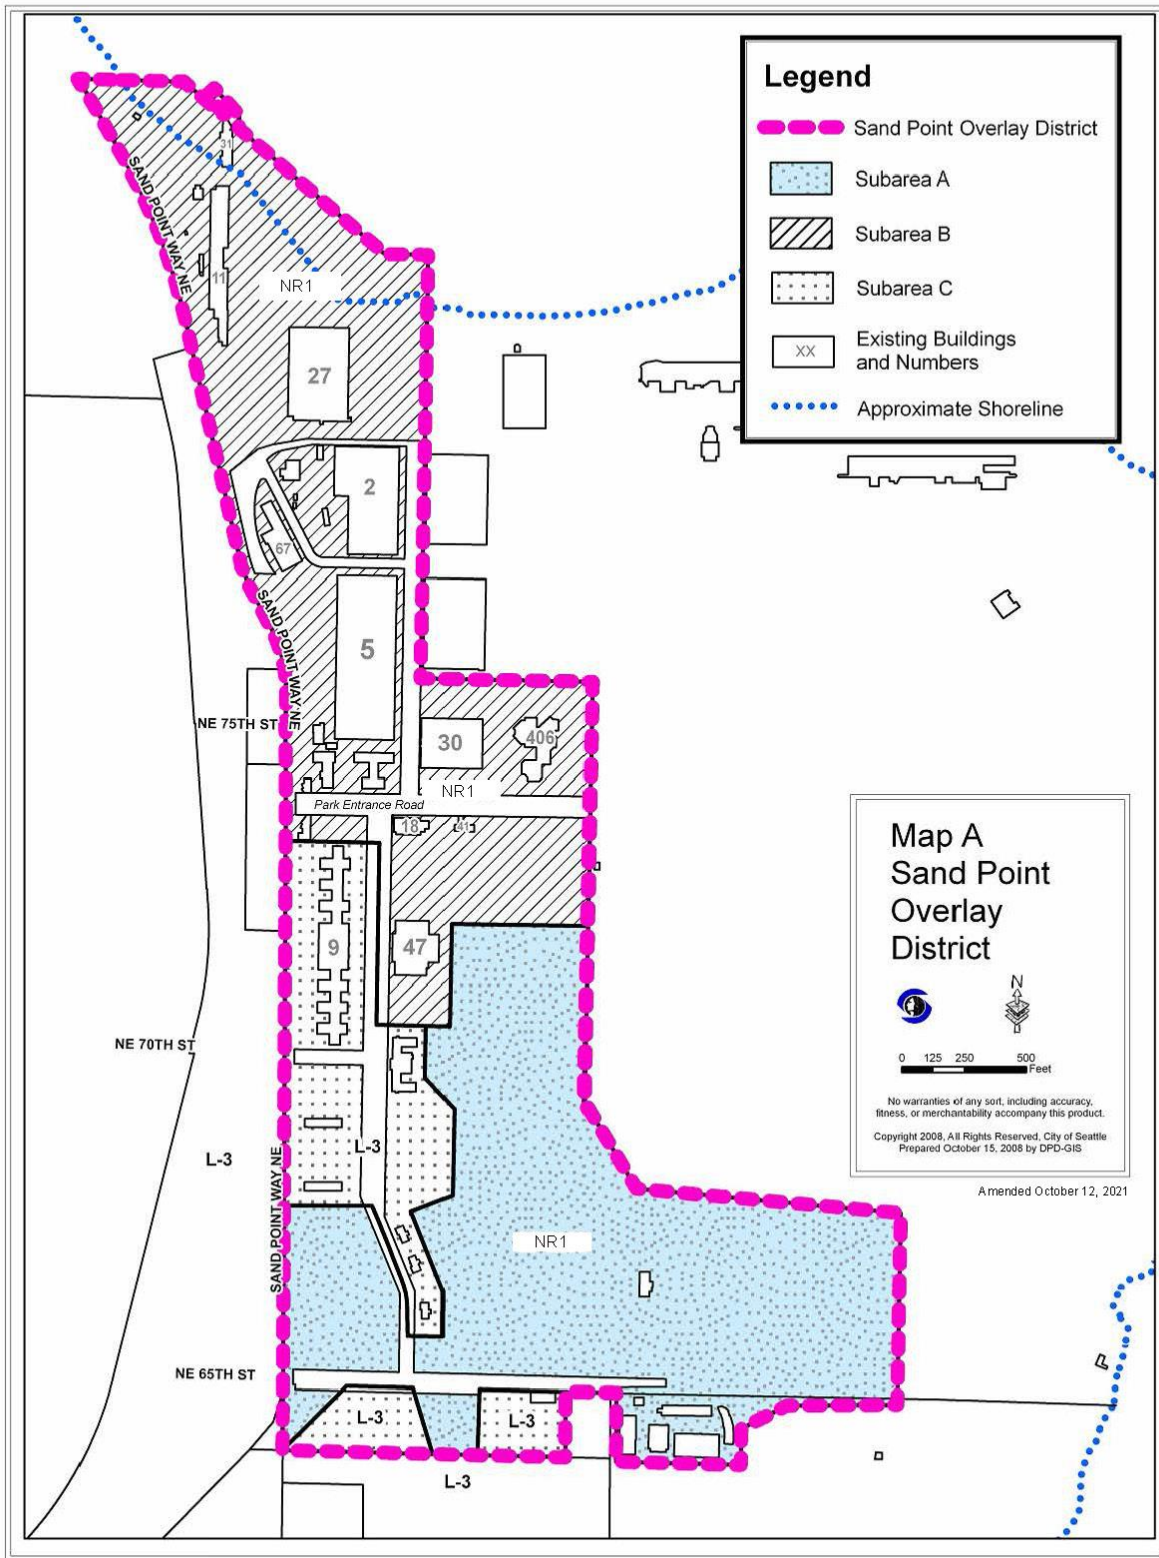 Legend
Sand Point Overlay District
Subarea A
Subarea B
Subarea C
XX
Existing Buildings
and Numbers
Approximate Shoreline
31
SAND POINT WAY NE
11
NR1
27
2
67
SAND POINT WAY NE
5
NE 75TH ST
30
406
NR1
Park Entrance Road
18
41
9
47
NE 70TH ST
L-3
L-3
SAND POINT WAY NE
NR1
NE 65TH ST
L-3
L-3
L-3
Map A
Sand Point
Overlay
District
N
0 125 250 500
Feet
No warranties of any sort, including accuracy,
fitness, or merchantability accompany this product.
Copyright 2008, All Rights Reserved, City of Seattle
Prepared October 15, 2008 by DPD-GIS
Amended October 12, 2021